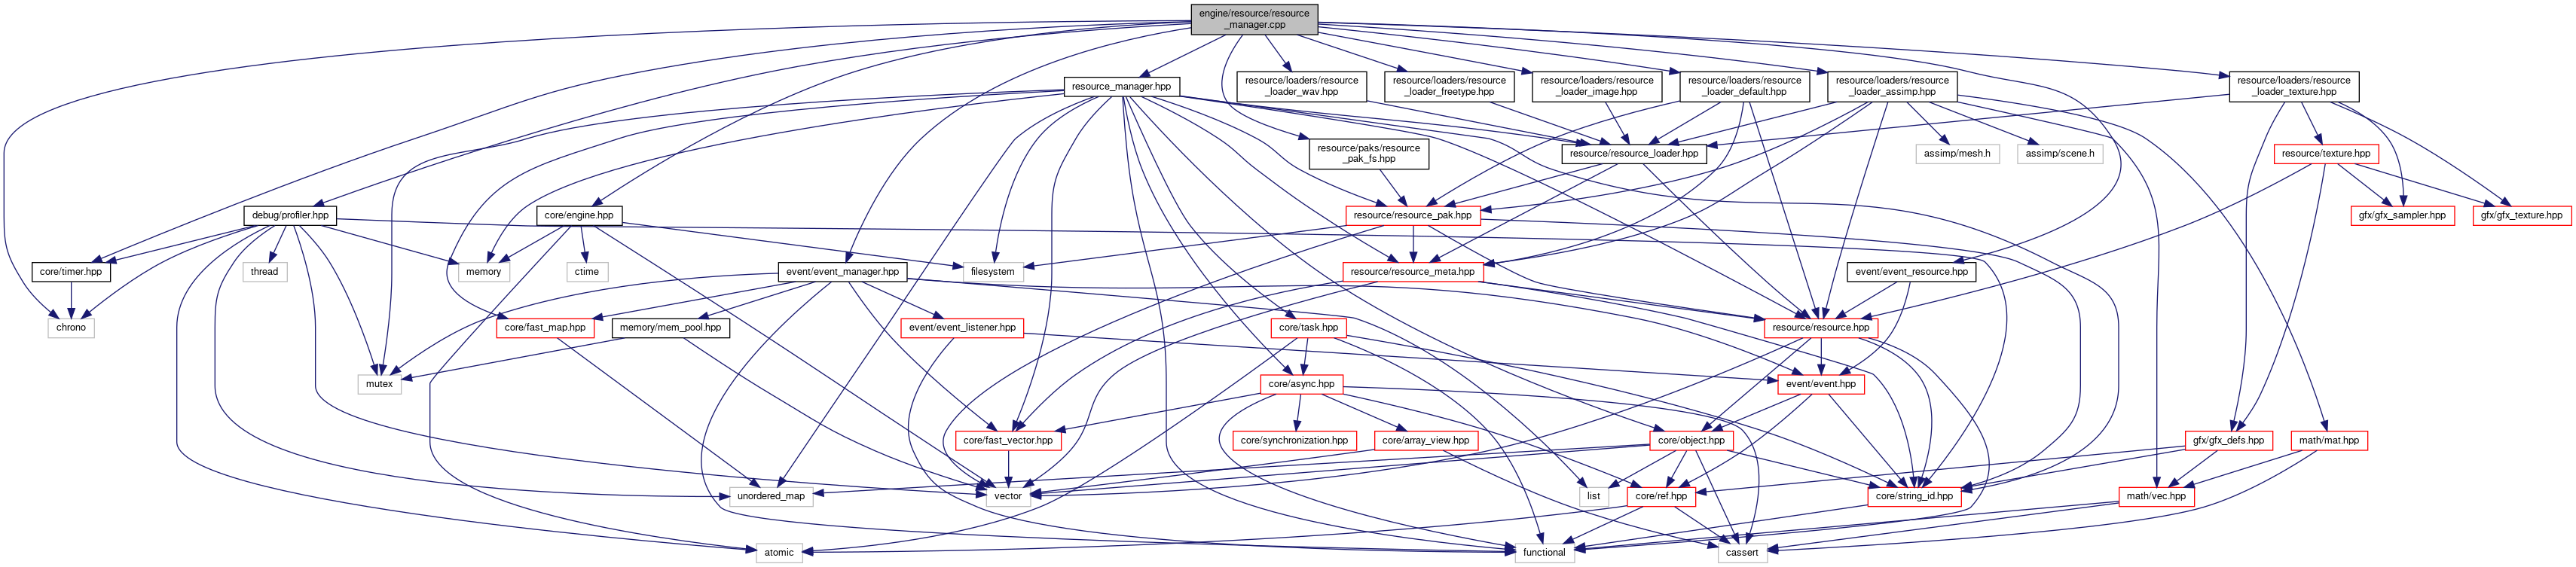 engine/resource/resource
_manager.cpp
resource_manager.hpp
resource/loaders/resource
_loader_wav.hpp
resource/loaders/resource
_loader_freetype.hpp
resource/loaders/resource
_loader_image.hpp
resource/loaders/resource
_loader_default.hpp
resource/loaders/resource
_loader_assimp.hpp
resource/loaders/resource
_loader_texture.hpp
resource/paks/resource
_pak_fs.hpp
resource/resource_loader.hpp
assimp/mesh.h
assimp/scene.h
resource/texture.hpp
debug/profiler.hpp
core/engine.hpp
resource/resource_pak.hpp
gfx/gfx_sampler.hpp
gfx/gfx_texture.hpp
core/timer.hpp
thread
memory
ctime
event/event_manager.hpp
filesystem
resource/resource_meta.hpp
event/event_resource.hpp
chrono
core/fast_map.hpp
memory/mem_pool.hpp
event/event_listener.hpp
core/task.hpp
resource/resource.hpp
mutex
core/async.hpp
event/event.hpp
core/fast_vector.hpp
core/synchronization.hpp
core/array_view.hpp
core/object.hpp
gfx/gfx_defs.hpp
math/mat.hpp
unordered_map
vector
list
core/ref.hpp
core/string_id.hpp
math/vec.hpp
atomic
functional
cassert